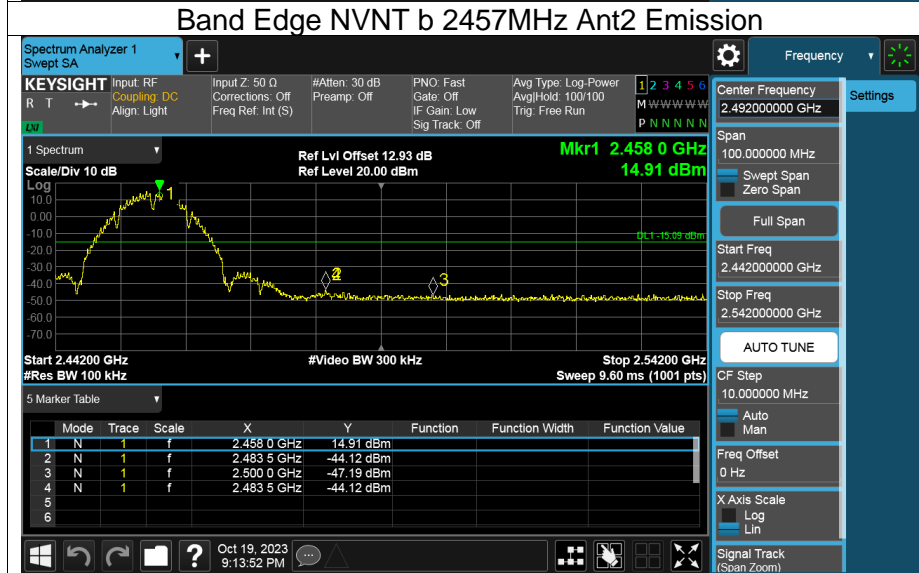 Band Edge NVNT b 2457MHz Ant2 Emission
Spectrum Analyzer 1
Swept SA
+
Frequency
KEYSIGHT
R T
LXI
Input: RF
Coupling: DC
Align: Light
Input Z: 50 Ω
Corrections: Off
Freq Ref: Int (S)
#Atten: 30 dB
Preamp: Off
PNO: Fast
Gate: Off
IF Gain: Low
Sig Track: Off
Avg Type: Log-Power
Avg|Hold: 100/100
Trig: Free Run
1 2 3 4 5 6
M W W W W W
P N N N N N
1 Spectrum
Scale/Div 10 dB
Ref Lvl Offset 12.93 dB
Ref Level 20.00 dBm
Mkr1 2.458 0 GHz
14.91 dBm
Log
10.0
0.00
-10.0
-20.0
-30.0
-40.0
-50.0
-60.0
-70.0
1
DL1 -15.09 dBm
3
Start 2.44200 GHz
#Video BW 300 kHz
Stop 2.54200 GHz
#Res BW 100 kHz
Sweep 9.60 ms (1001 pts)
5 Marker Table
Mode Trace Scale X Y Function Function Width Function Value
1 N 1 f 2.458 0 GHz 14.91 dBm
2 N 1 f 2.483 5 GHz -44.12 dBm
3 N 1 f 2.500 0 GHz -47.19 dBm
4 N 1 f 2.483 5 GHz -44.12 dBm
5
6
Oct 19, 2023
9:13:52 PM
?
Center Frequency
2.492000000 GHz
Settings
Span
100.000000 MHz
Swept Span
Zero Span
Full Span
Start Freq
2.442000000 GHz
Stop Freq
2.542000000 GHz
AUTO TUNE
CF Step
10.000000 MHz
Auto
Man
Freq Offset
0 Hz
X Axis Scale
Log
Lin
Signal Track
(Span Zoom)